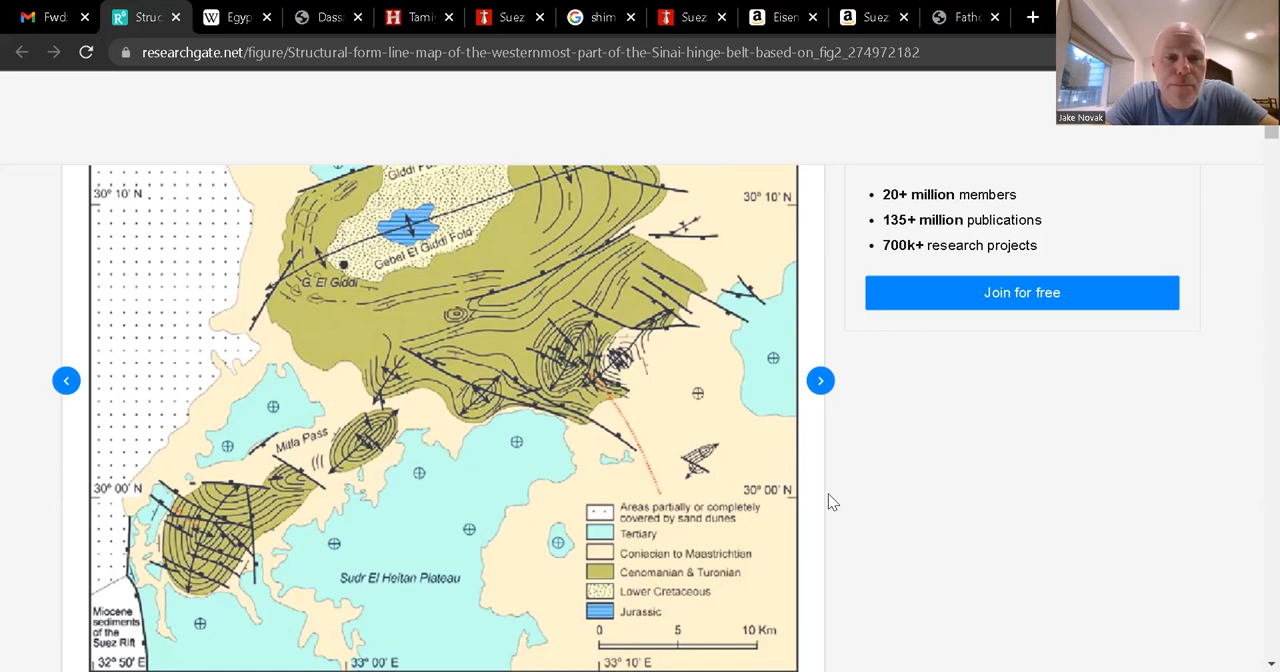 Fwd:
Struc
Egyp
Dass
Tami
Suez
shim
Suez
Eisen
Suez
Fatho
researchgate.net/figure/Structural-form-line-map-of-the-westernmost-part-of-the-Sinai-hinge-belt-based-on_fig2_274972182
Jake Novak
20+ million members
135+ million publications
700k+ research projects
Join for free
Giddi
30° 10' N
30° 10' N
Gebel El Giddi Fold
G. El Giddi
Mitla Pass
30° 00' N
30° 00' N
Sudr El Heitan Plateau
Miocene
sediments
of the
Suez Rift
Areas partially or completely
covered by sand dunes
Tertiary
Coniacian to Maastrichtian
Cenomanian & Turonian
Lower Cretaceous
Jurassic
0 5 10 Km
32° 50' E
33° 00' E
33° 10' E